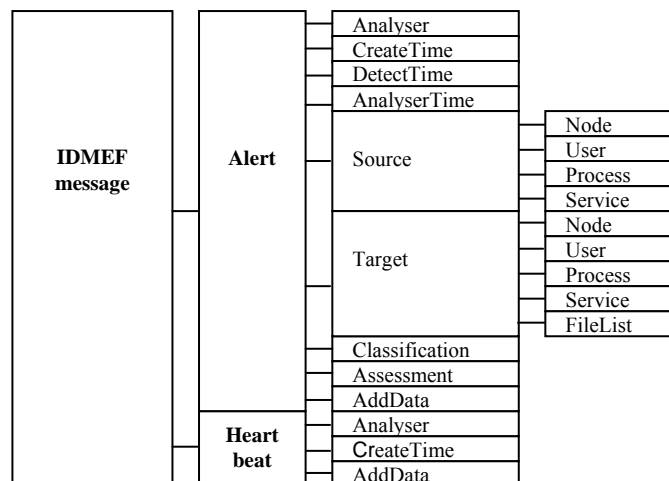 IDMEF
message
Alert
Analyser
CreateTime
DetectTime
AnalyserTime
Source
Node
User
Process
Service
Target
Node
User
Process
Service
FileList
Classification
Assessment
AddData
Heart
beat
Analyser
CreateTime
AddData